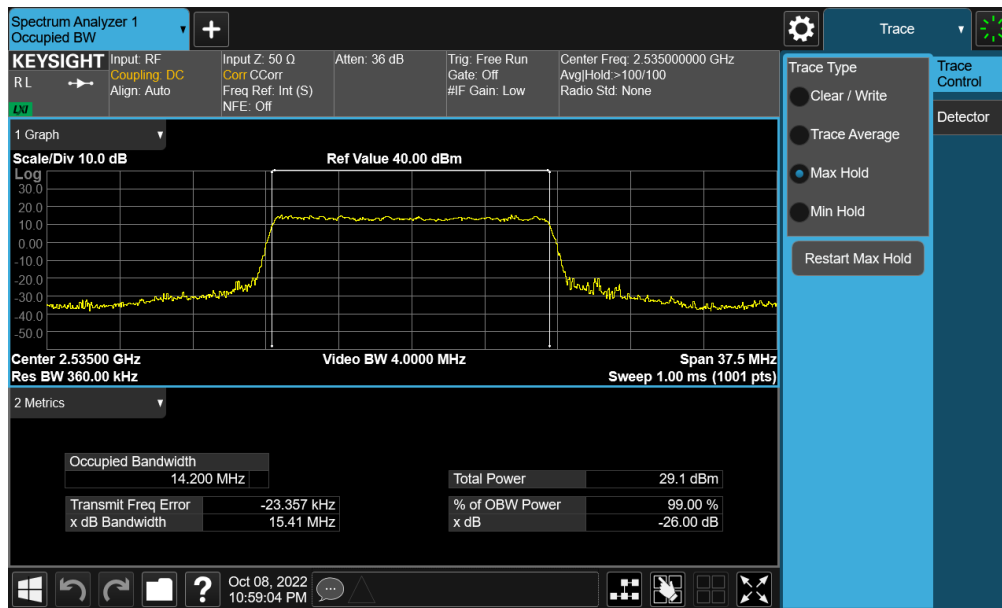 Spectrum Analyzer 1
Occupied BW
Trace
KEYSIGHT
RL
LXI
Input: RF
Coupling: DC
Align: Auto
Input Z: 50 Ω
Corr CCorr
Freq Ref: Int (S)
NFE: Off
Atten: 36 dB
Trig: Free Run
Gate: Off
#IF Gain: Low
Center Freq: 2.535000000 GHz
Avg|Hold:>100/100
Radio Std: None
Trace Type
Clear / Write
Trace Average
Max Hold
Min Hold
Restart Max Hold
Trace
Control
Detector
1 Graph
Scale/Div 10.0 dB
Ref Value 40.00 dBm
Log
30.0
20.0
10.0
0.00
-10.0
-20.0
-30.0
-40.0
-50.0
Center 2.53500 GHz
Video BW 4.0000 MHz
Span 37.5 MHz
Res BW 360.00 kHz
Sweep 1.00 ms (1001 pts)
2 Metrics
Occupied Bandwidth
14.200 MHz
Total Power 29.1 dBm
Transmit Freq Error -23.357 kHz
% of OBW Power 99.00 %
x dB Bandwidth 15.41 MHz
x dB -26.00 dB
?
Oct 08, 2022
10:59:04 PM